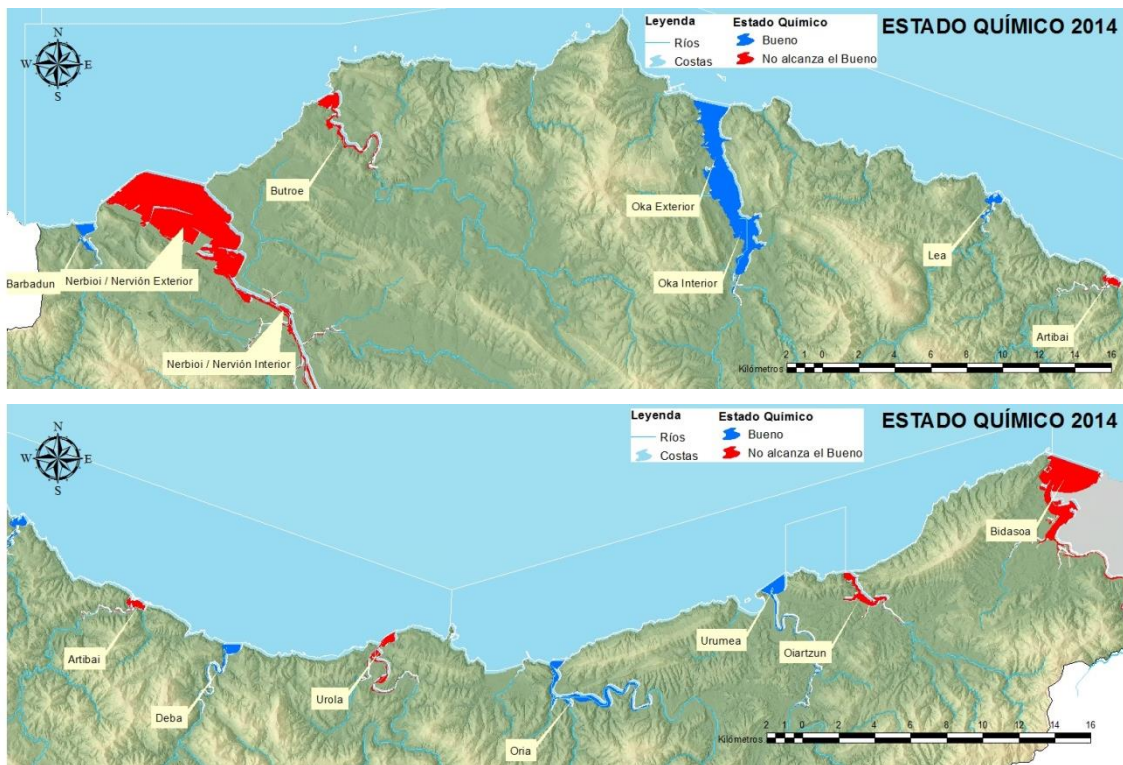 ESTADO QUÍMICO 2014
Leyenda
Ríos
Costas
Estado Químico
Bueno
No alcanza el Bueno
N
W E
S
Butroe
Barbadun
Nerbioi / Nervión Exterior
Nerbioi / Nervión Interior
Oka Exterior
Oka Interior
Lea
Artibai
2 1 0 2 4 6 8 10 12 14 16
Kilómetros
ESTADO QUÍMICO 2014
Leyenda
Ríos
Costas
Estado Químico
Bueno
No alcanza el Bueno
N
W E
S
Artibai
Deba
Urola
Oria
Urumea
Oiartzun
Bidasoa
2 1 0 2 4 6 8 10 12 14 16
Kilómetros